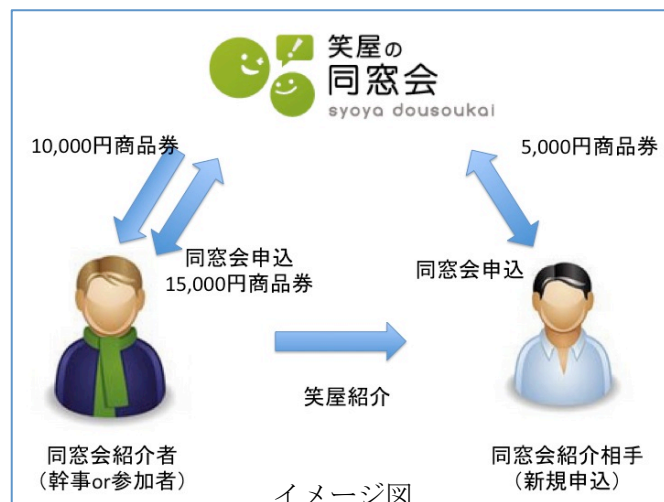 笑屋の
同窓会
syoya dousoukai
10,000円商品券
5,000円商品券
同窓会申込
15,000円商品券
同窓会申込
笑屋紹介
同窓会紹介者
（幹事or参加者）
同窓会紹介相手
（新規申込）
イメージ図